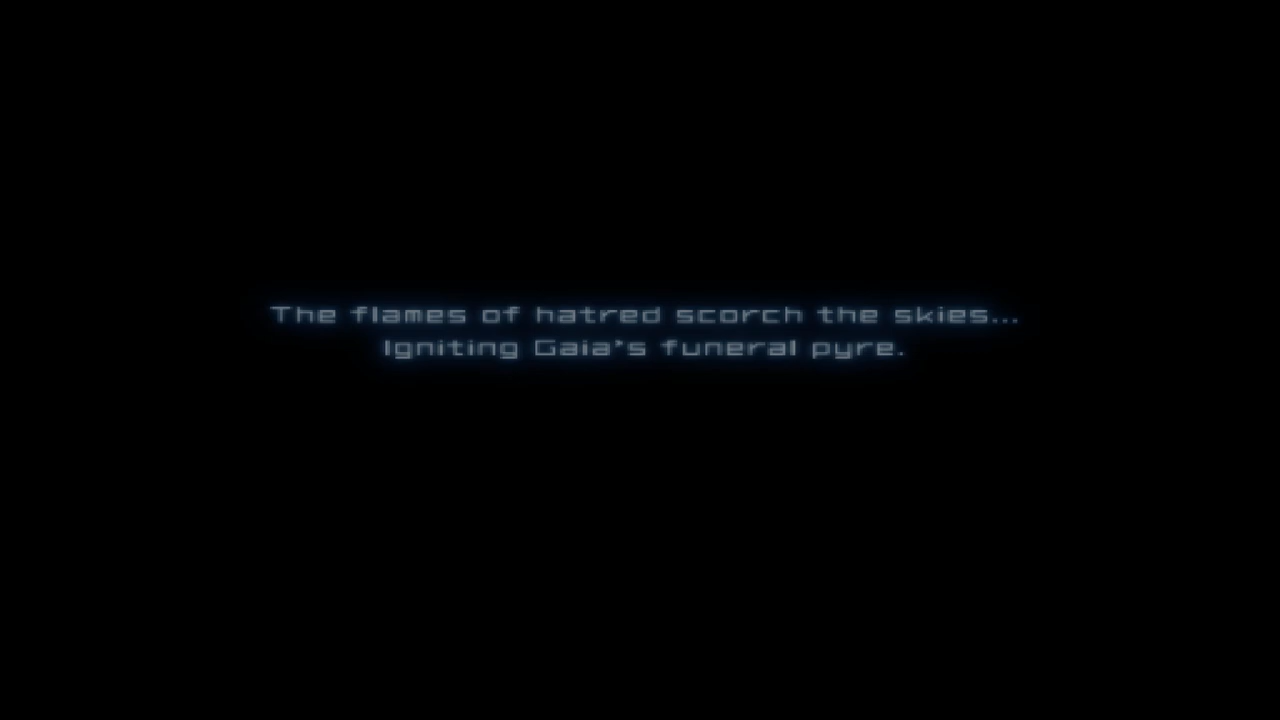 The flames of hatred scorch the skies...
Igniting Gaia's funeral pyre.